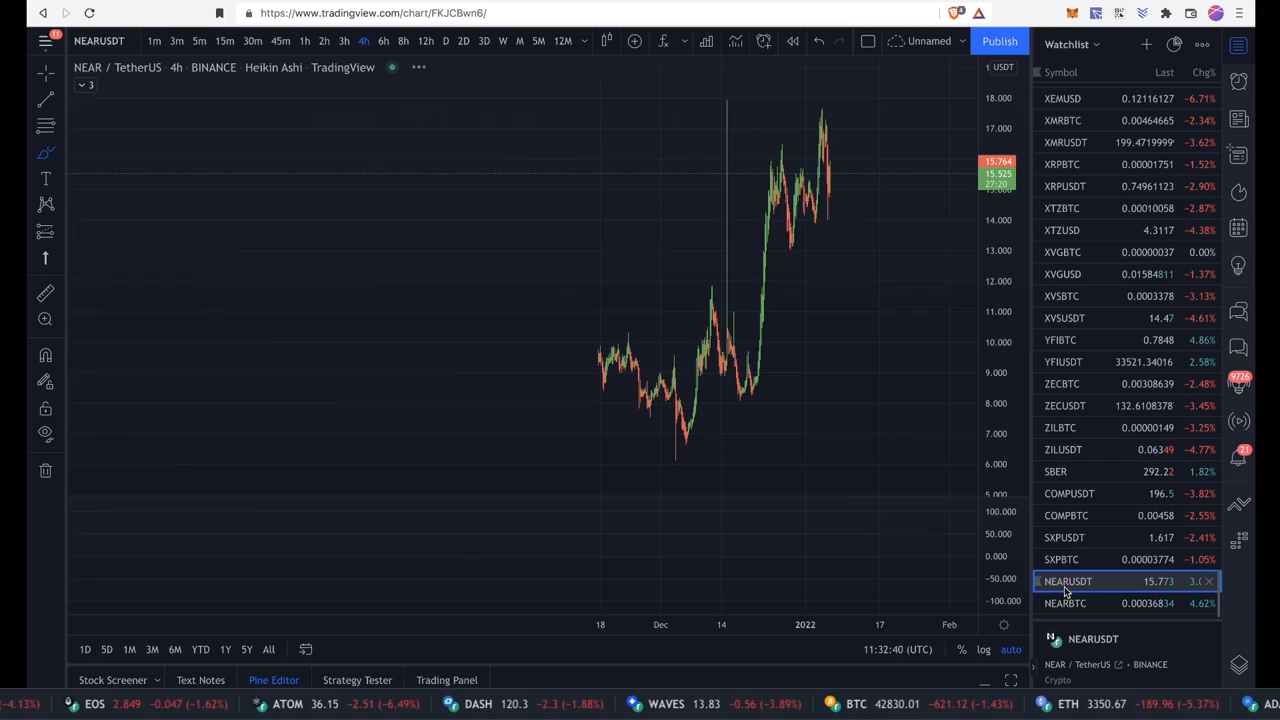 https://www.tradingview.com/chart/FKJCBwn6/
4
11
NEARUSDT 1m 3m 5m 15m 30m 1h 3h 4h 6h 8h 12h D 2D 3D W M 5M 12M Unnamed Publish
Watchlist
NEAR / TetherUS 4h BINANCE Heikin Ashi TradingView
USDT
3
Symbol Last Chg%
XEMUSD 0.12116127 −6.71%
XMRBTC 0.00464665 −2.34%
XMRUSDT 199.4719999 −3.62%
XRPBTC 0.00001751 −1.52%
XRPUSDT 0.74961123 −2.90%
XTZBTC 0.00010058 −2.87%
XTZUSD 4.3117 −4.38%
XVGBTC 0.00000037 0.00%
XVGUSD 0.01584811 −1.37%
XVSBTC 0.0003378 −3.13%
XVSUSDT 14.47 −4.61%
YFIBTC 0.7848 4.86%
YFIUSDT 33521.34016 2.58%
ZECBTC 0.00308639 −2.48%
ZECUSDT 132.6108378 −3.45%
ZILBTC 0.00000149 −3.25%
ZILUSDT 0.06349 −4.77%
SBER 292.22 1.82%
COMPUSDT 196.5 −3.82%
COMPBTC 0.00458 −2.55%
SXPUSDT 1.617 −2.41%
SXPBTC 0.00003774 −1.05%
NEARUSDT 15.773
NEARBTC 0.00036834 4.62%
NEARUSDT
NEAR / TetherUS • BINANCE
Crypto
18.000
17.000
15.764
15.525
27:20
15.000
14.000
13.000
12.000
11.000
10.000
9.000
8.000
7.000
6.000
5.000
100.000
50.000
0.000
−50.000
−100.000
18 Dec 14 2022 17 Feb
9726
21
1D 5D 1M 3M 6M YTD 1Y 5Y All
11:32:40 (UTC) % log auto
Stock Screener Text Notes Pine Editor Strategy Tester Trading Panel
−4.13%) EOS 2.849 −0.047 (−1.62%) ATOM 36.15 −2.51 (−6.49%) DASH 120.3 −2.3 (−1.88%) WAVES 13.83 −0.56 (−3.89%) BTC 42830.01 −621.12 (−1.43%) ETH 3350.67 −189.96 (−5.37%)